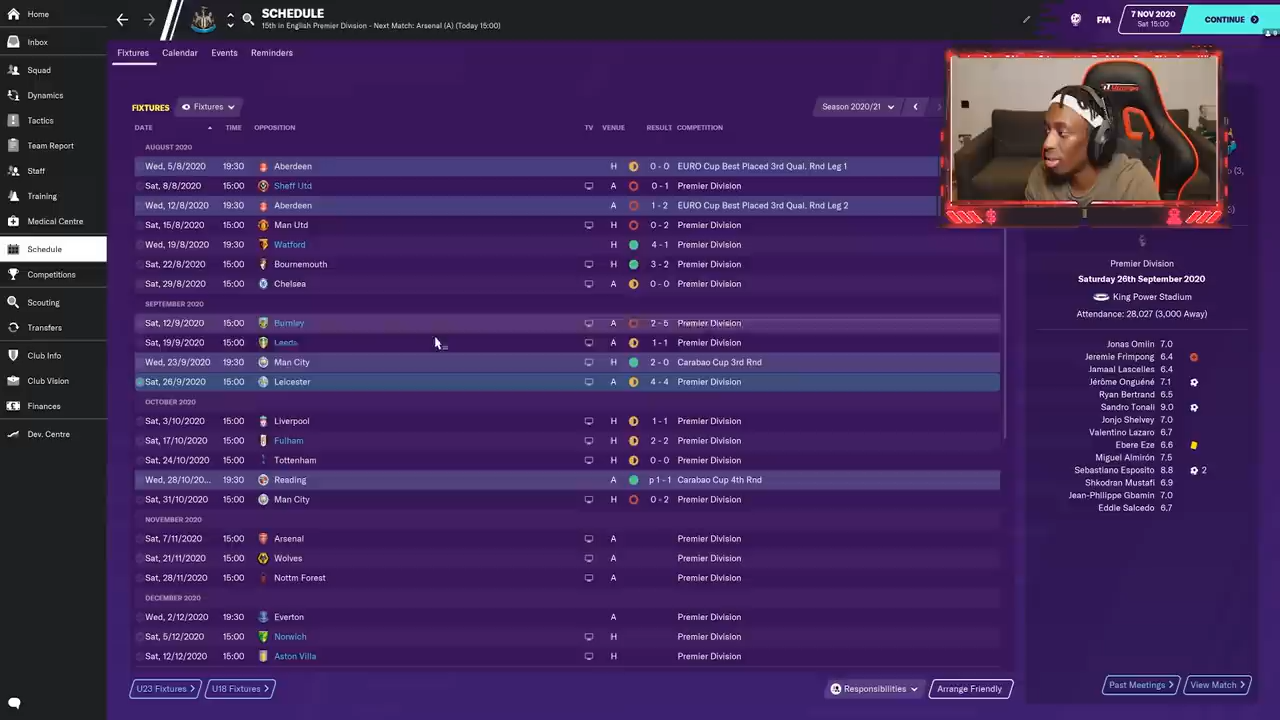 Home
Inbox
Squad
Dynamics
Tactics
Team Report
Staff
Training
Medical Centre
Schedule
Competitions
Scouting
Transfers
Club Info
Club Vision
Finances
Dev. Centre
SCHEDULE
15th in English Premier Division - Next Match: Arsenal (A) (Today 15:00)
FM
7 NOV 2020
Sat 15:00
CONTINUE
9
Fixtures Calendar Events Reminders
FIXTURES Fixtures Season 2020/21
DATE TIME OPPOSITION TV VENUE RESULT COMPETITION
AUGUST 2020
Wed, 5/8/2020 19:30 Aberdeen H 0 - 0 EURO Cup Best Placed 3rd Qual. Rnd Leg 1
Sat, 8/8/2020 15:00 Sheff Utd A 0 - 1 Premier Division
Wed, 12/8/2020 19:30 Aberdeen A 1 - 2 EURO Cup Best Placed 3rd Qual. Rnd Leg 2
Sat, 15/8/2020 15:00 Man Utd H 0 - 2 Premier Division
Wed, 19/8/2020 19:30 Watford H 4 - 1 Premier Division
Sat, 22/8/2020 15:00 Bournemouth H 3 - 2 Premier Division
Sat, 29/8/2020 15:00 Chelsea A 0 - 0 Premier Division
SEPTEMBER 2020
Sat, 12/9/2020 15:00 Burnley A 2 - 5 Premier Division
Sat, 19/9/2020 15:00 Leeds A 1 - 1 Premier Division
Wed, 23/9/2020 19:30 Man City H 2 - 0 Carabao Cup 3rd Rnd
Sat, 26/9/2020 15:00 Leicester A 4 - 4 Premier Division
OCTOBER 2020
Sat, 3/10/2020 15:00 Liverpool H 1 - 1 Premier Division
Sat, 17/10/2020 15:00 Fulham H 2 - 2 Premier Division
Sat, 24/10/2020 15:00 Tottenham H 0 - 0 Premier Division
Wed, 28/10/20... 19:30 Reading A p 1 - 1 Carabao Cup 4th Rnd
Sat, 31/10/2020 15:00 Man City H 0 - 2 Premier Division
NOVEMBER 2020
Sat, 7/11/2020 15:00 Arsenal A Premier Division
Sat, 21/11/2020 15:00 Wolves A Premier Division
Sat, 28/11/2020 15:00 Nottm Forest A Premier Division
DECEMBER 2020
Wed, 2/12/2020 19:30 Everton A Premier Division
Sat, 5/12/2020 15:00 Norwich H Premier Division
Sat, 12/12/2020 15:00 Aston Villa H Premier Division
U23 Fixtures U18 Fixtures Responsibilities Arrange Friendly
Premier Division
Saturday 26th September 2020
King Power Stadium
Attendance: 28,027 (3,000 Away)
Jonas Omlin 7.0
Jeremie Frimpong 6.4
Jamaal Lascelles 6.4
Jérôme Onguéné 7.1
Ryan Bertrand 6.5
Sandro Tonali 9.0
Jonjo Shelvey 7.0
Valentino Lazaro 6.7
Ebere Eze 6.6
Miguel Almirón 7.5
Sebastiano Esposito 8.8 2
Shkodran Mustafi 6.9
Jean-Philippe Gbamin 7.0
Eddie Salcedo 6.7
Past Meetings View Match